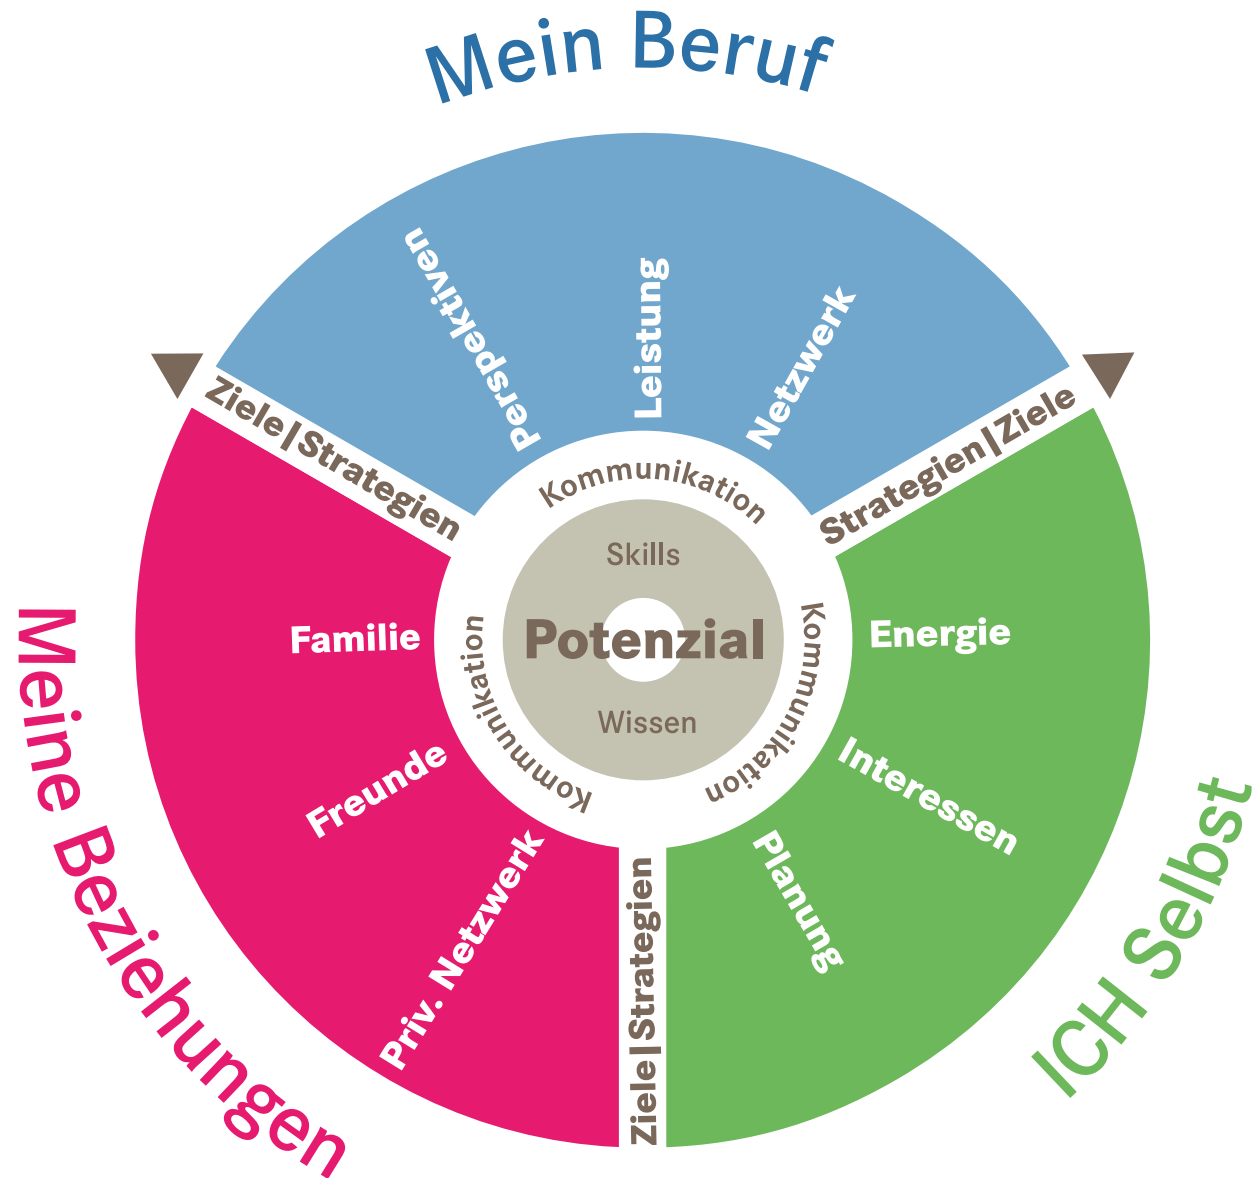 Mein Beruf
Perspektiven
Leistung
Netzwerk
Ziele|Strategien
Strategien|Ziele
Kommunikation
Skills
Potenzial
Wissen
Kommunikation
Kommunikation
Familie
Freunde
Priv. Netzwerk
Energie
Interessen
Planung
Ziele|Strategien
Meine Beziehungen
ICH Selbst